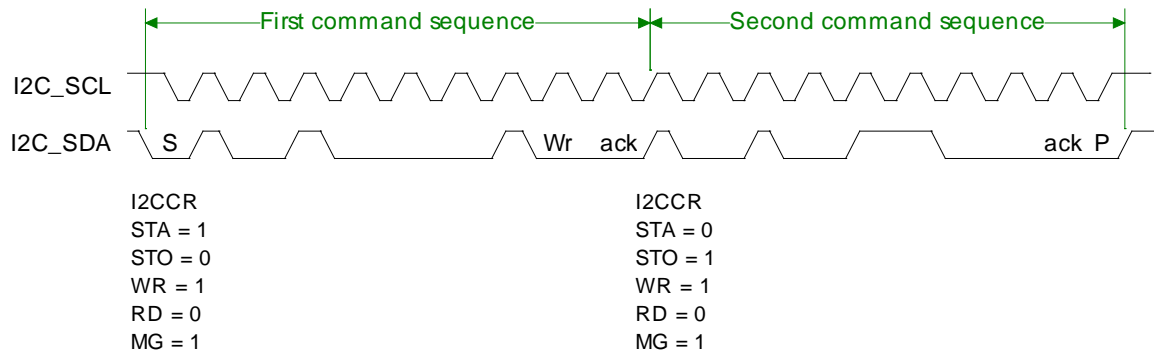 First command sequence Second command sequence
I2C_SCL
I2C_SDA S Wr ack ack P
I2CCR I2CCR
STA = 1 STA = 0
STO = 0 STO = 1
WR = 1 WR = 1
RD = 0 RD = 0
MG = 1 MG = 1